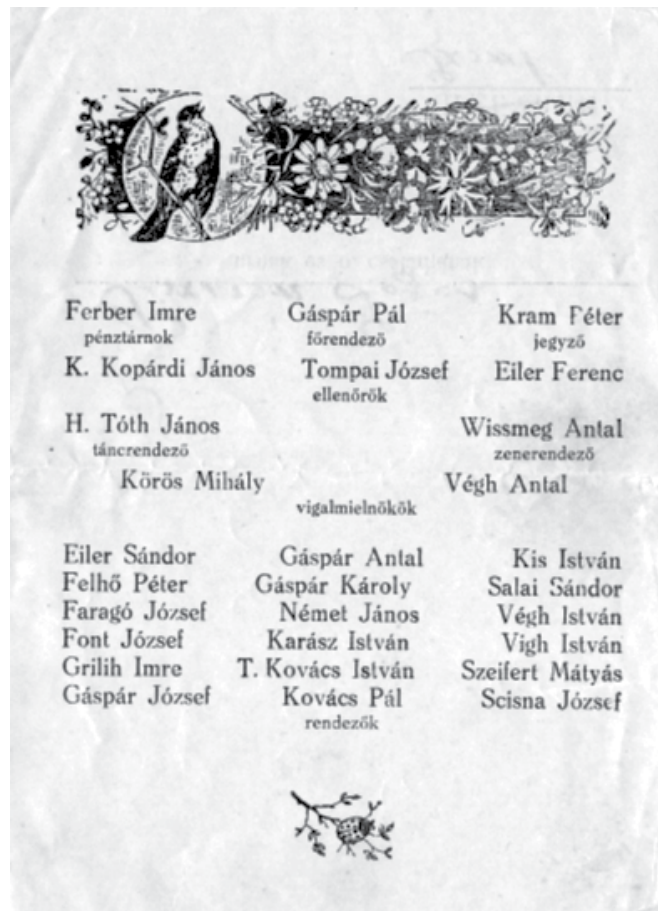 Ferber Imre Gáspár Pál Kram Péter
pénztárnok főrendező jegyző
K. Kopárdi János Tompai József Eiler Ferenc
ellenőrök
H. Tóth János Wissmeg Antal
táncrendező zenerendező
Körös Mihály Végh Antal
vigalmielnökök
Eiler Sándor Gáspár Antal Kis István
Felhő Péter Gáspár Károly Salai Sándor
Faragó József Német János Végh István
Font József Karász István Vigh István
Grilih Imre T. Kovács István Szeifert Mátyás
Gáspár József Kovács Pál Scisna József
rendezők